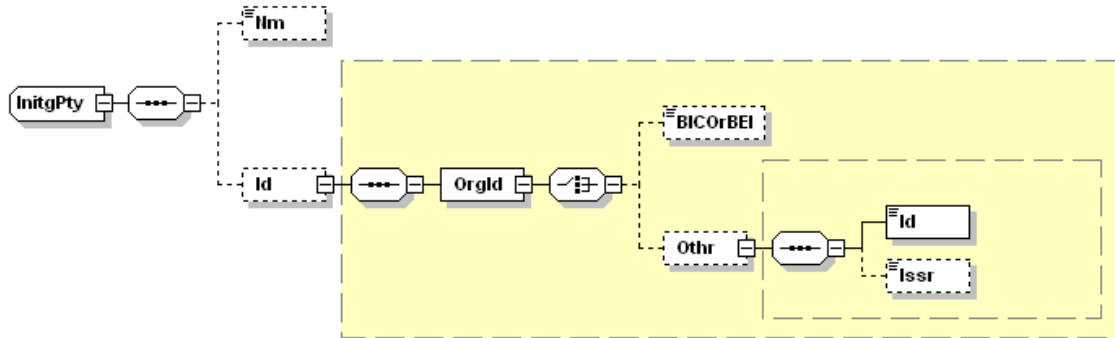 Nm
InitgPty
BICOrBEI
Id
OrgId
Id
Othr
Issr